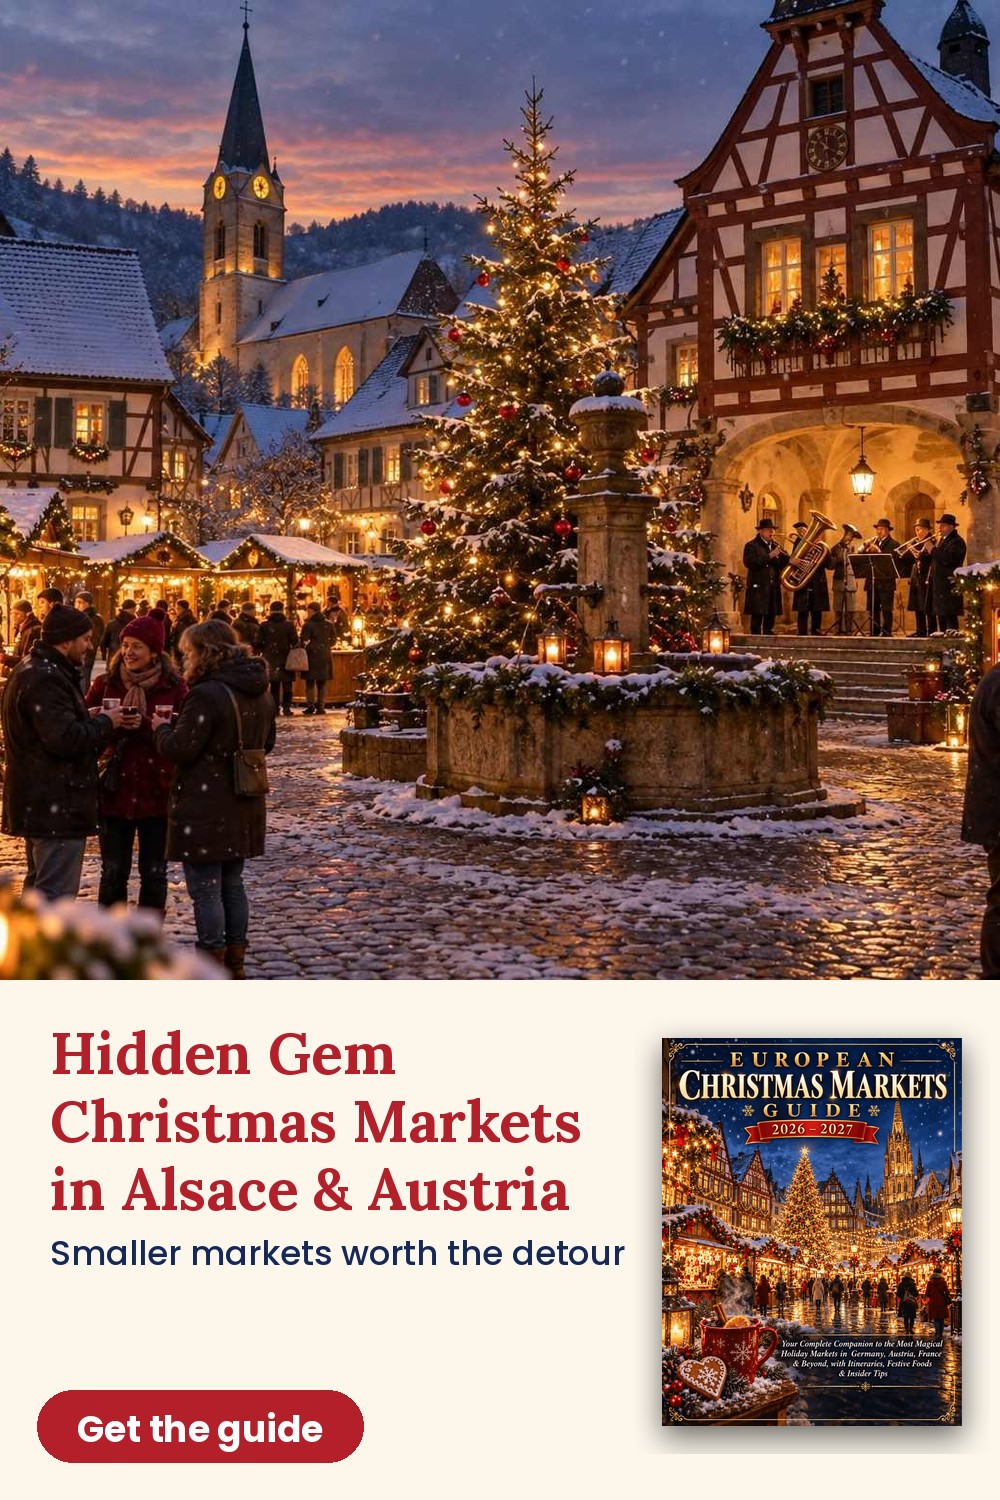 Hidden Gem
Christmas Markets
in Alsace & Austria
Smaller markets worth the detour
Get the guide
EUROPEAN
CHRISTMAS MARKETS
GUIDE
2026 – 2027
Your Complete Companion to the Most Magical
Holiday Markets in Germany, Austria, France
& Beyond, with Itineraries, Festive Foods
& Insider Tips